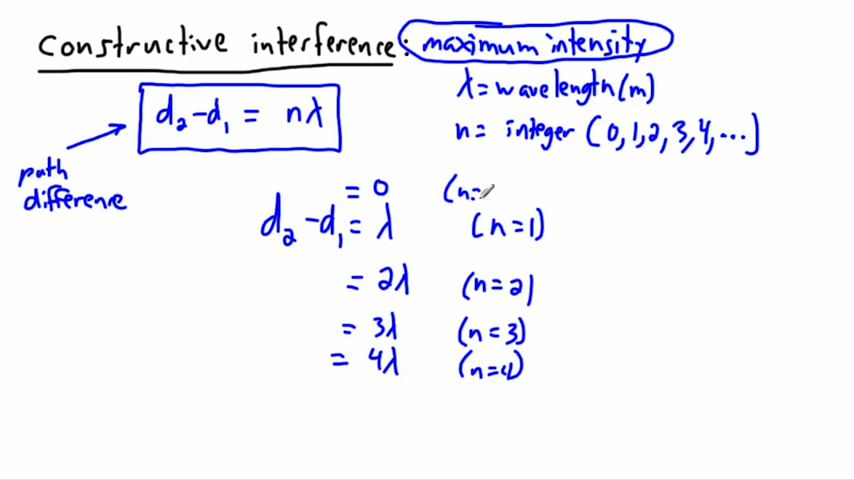 Constructive interference: maximum intensity
λ = wavelength (m)
d₂-d₁ = nλ
n = integer (0, 1, 2, 3, 4, ...)
path
difference
= 0 (n=
d₂-d₁ = λ (n=1)
= 2λ (n=2)
= 3λ (n=3)
= 4λ (n=4)